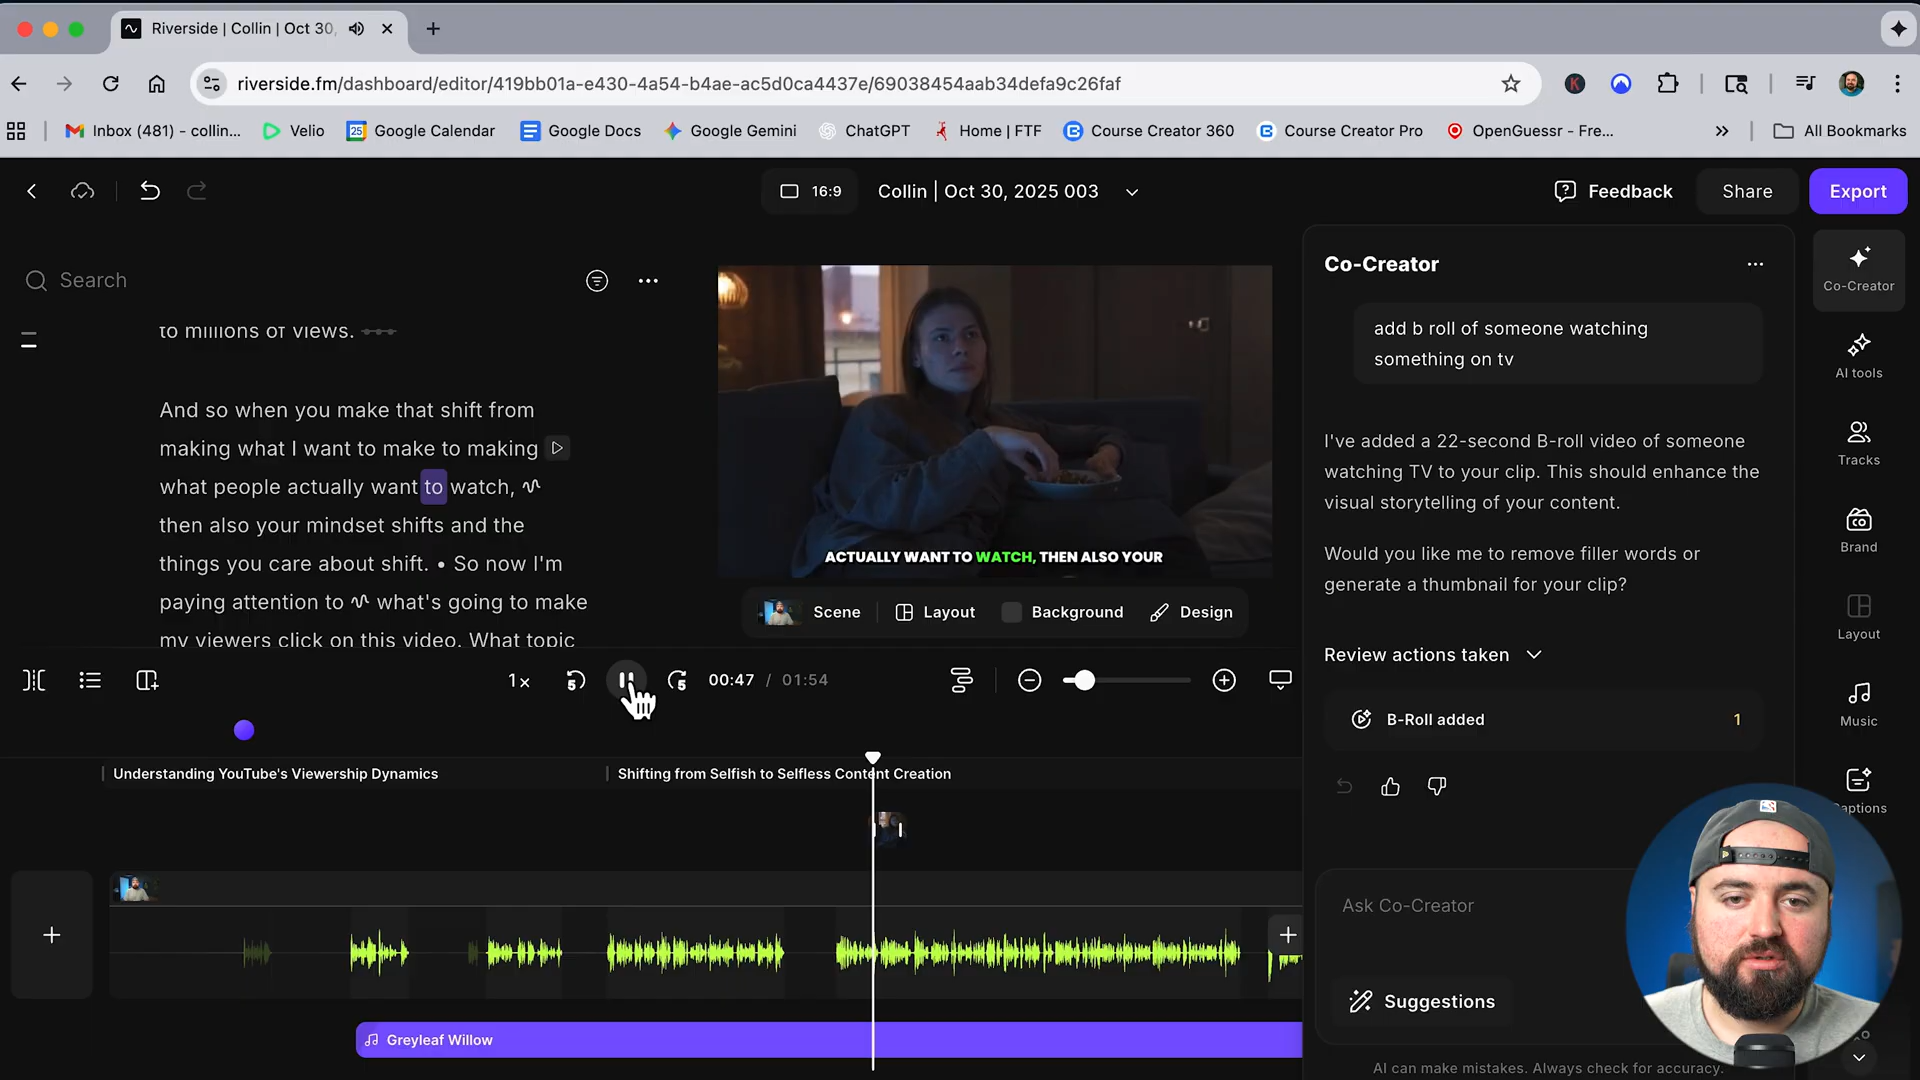 Riverside | Collin | Oct 30,
riverside.fm/dashboard/editor/419bb01a-e430-4a54-b4ae-ac5d0ca4437e/69038454aab34defa9c26faf
Inbox (481) - collin...
Velio
25
Google Calendar
Google Docs
Google Gemini
ChatGPT
Home | FTF
Course Creator 360
Course Creator Pro
OpenGuessr - Fre...
All Bookmarks
16:9
Collin | Oct 30, 2025 003
Feedback
Share
Export
Search
to millions of views.
And so when you make that shift from
making what I want to make to making
what people actually want to watch,
then also your mindset shifts and the
things you care about shift. • So now I'm
paying attention to what's going to make
my viewers click on this video. What topic
ACTUALLY WANT TO WATCH, THEN ALSO YOUR
Scene
Layout
Background
Design
Co-Creator
add b roll of someone watching
something on tv
I've added a 22-second B-roll video of someone
watching TV to your clip. This should enhance the
visual storytelling of your content.
Would you like me to remove filler words or
generate a thumbnail for your clip?
Review actions taken
B-Roll added
1
Ask Co-Creator
Suggestions
AI can make mistakes. Always check for accuracy.
Co-Creator
AI tools
Tracks
Brand
Layout
Music
aptions
1x
5
5
00:47 / 01:54
Understanding YouTube's Viewership Dynamics
Shifting from Selfish to Selfless Content Creation
Greyleaf Willow